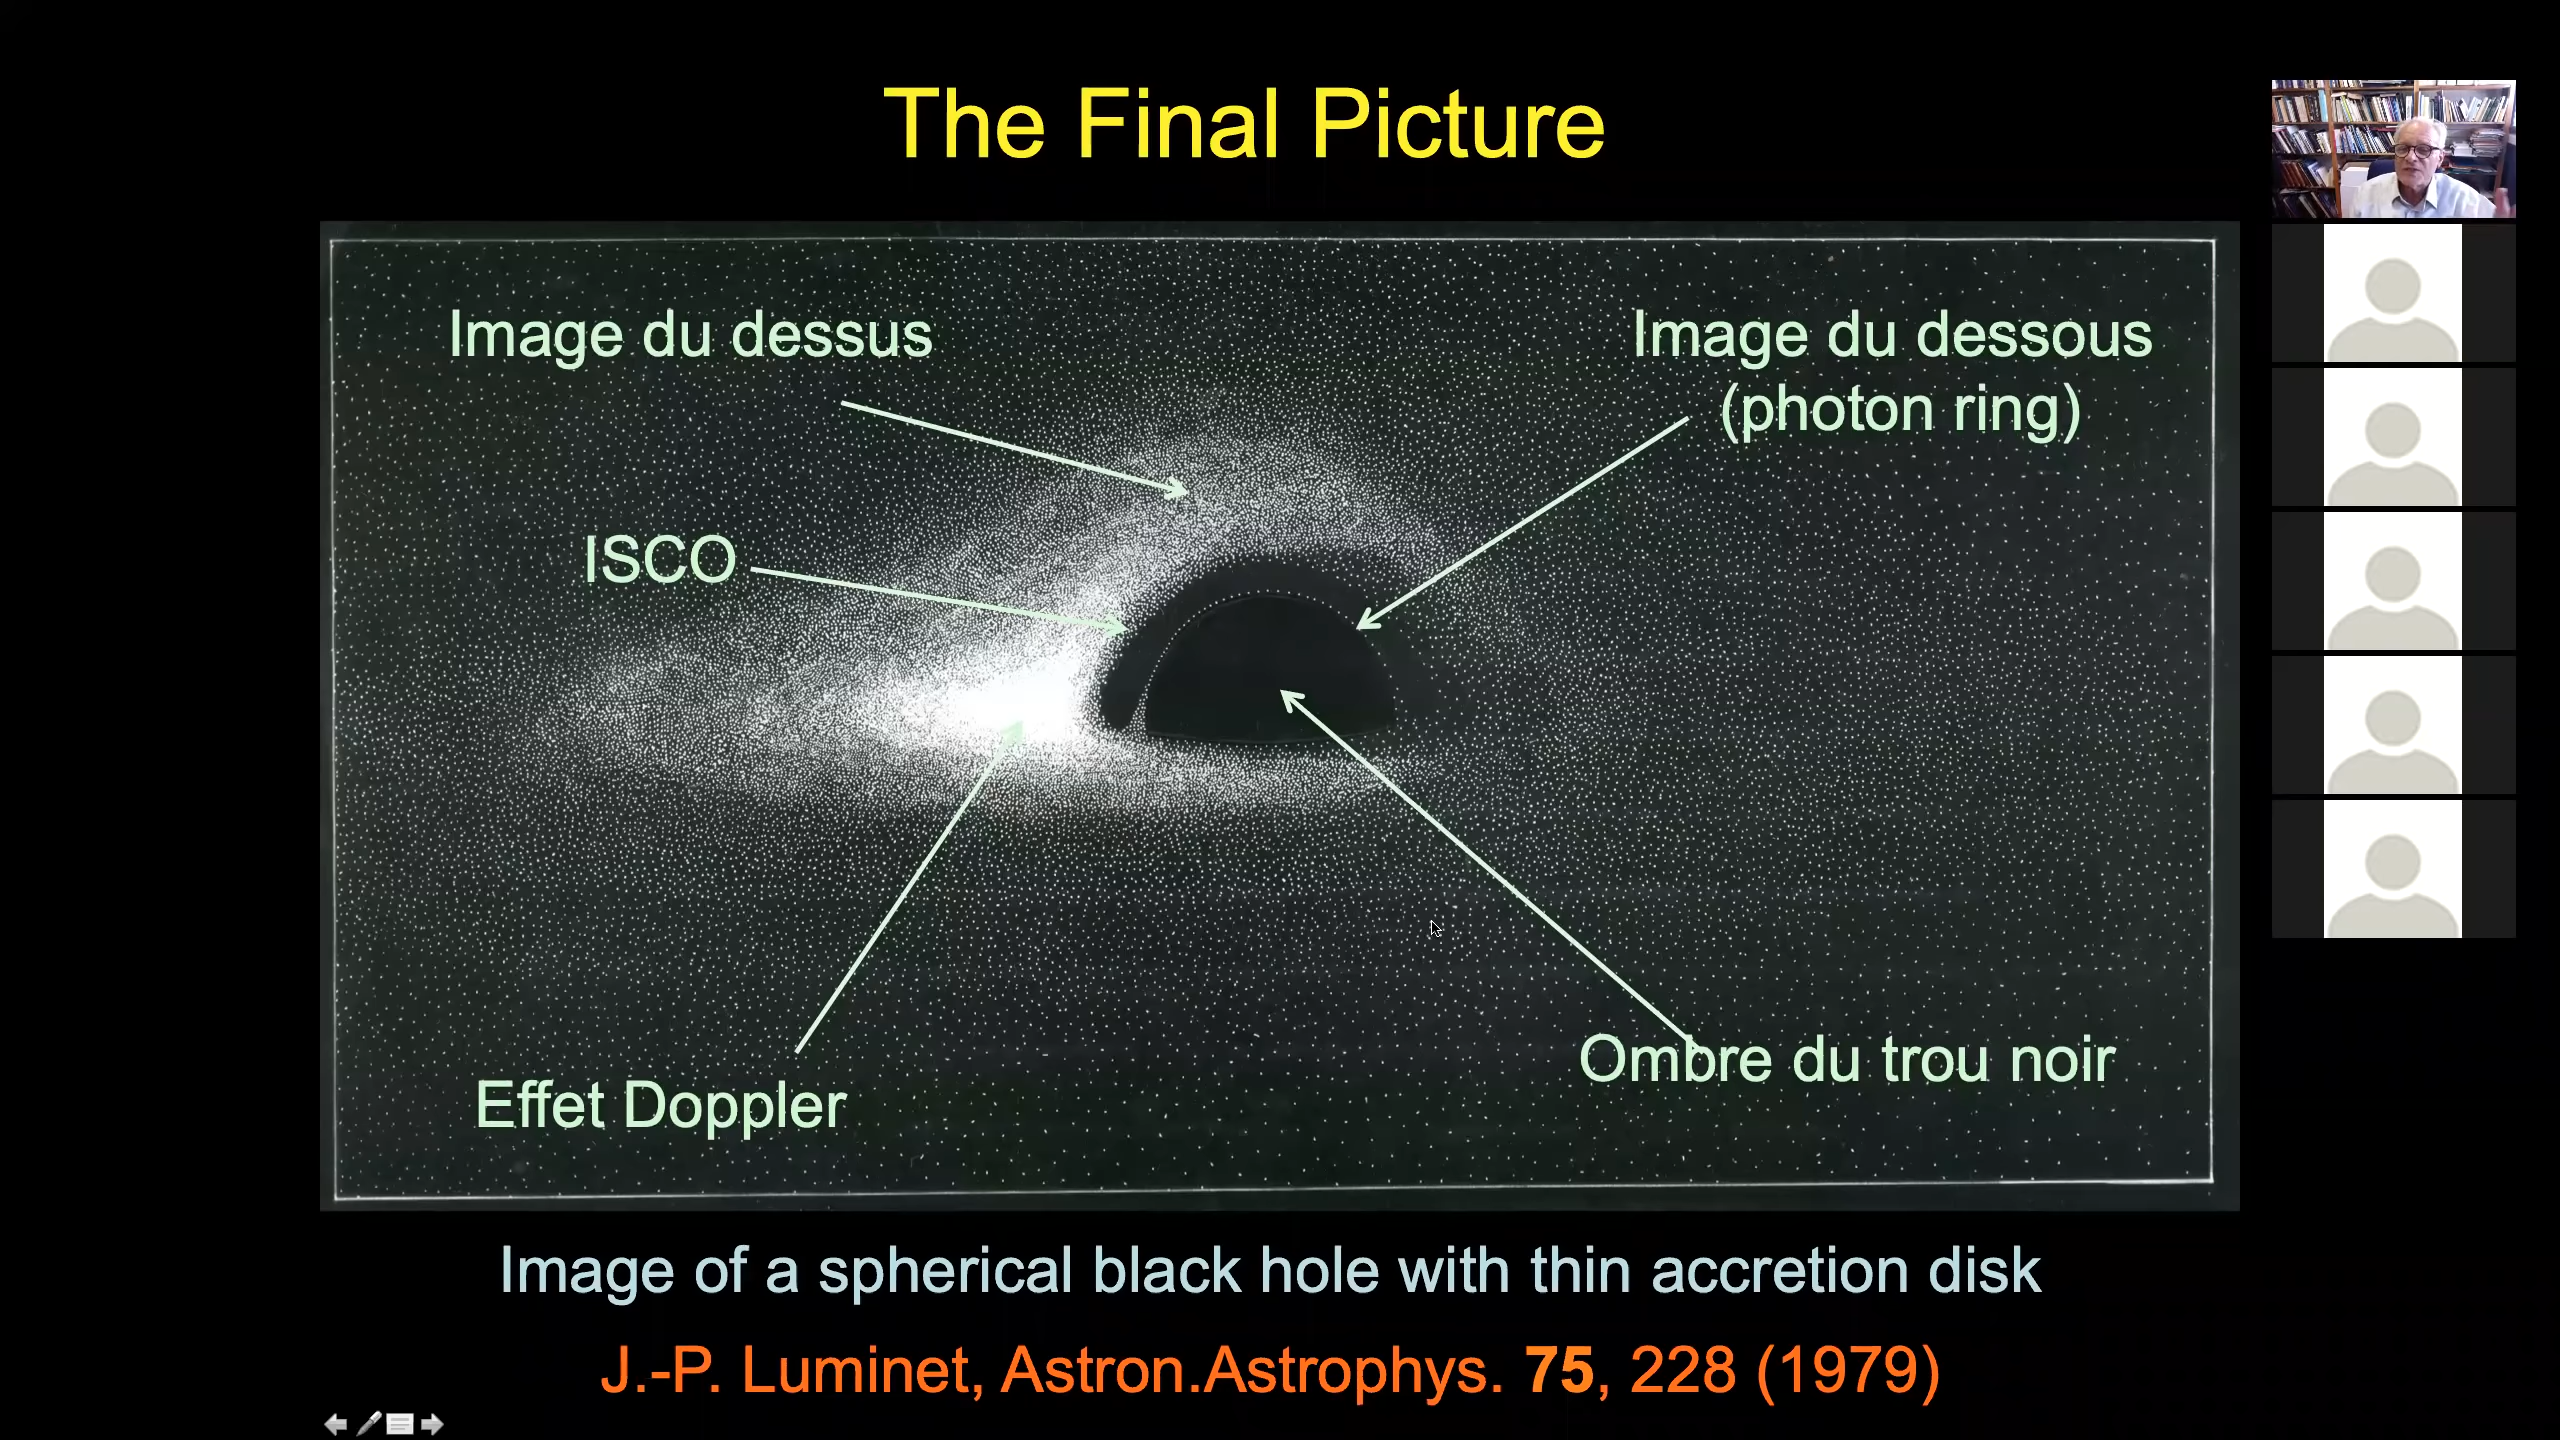 The Final Picture
Image du dessus
Image du dessous
(photon ring)
ISCO
Effet Doppler
Ombre du trou noir
Image of a spherical black hole with thin accretion disk
J.-P. Luminet, Astron.Astrophys. 75, 228 (1979)